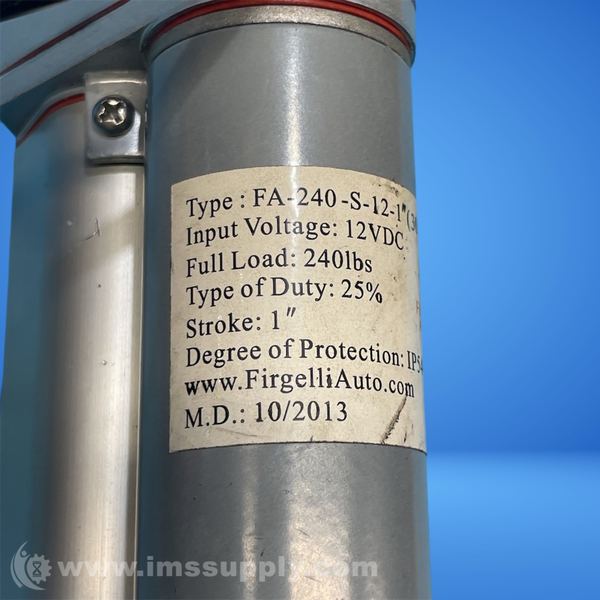 Type : FA-240-S-12-1"
Input Voltage: 12VDC
Full Load: 240lbs
Type of Duty: 25%
Stroke: 1"
Degree of Protection: IP54
www.FirgelliAuto.com
M.D.: 10/2013
www.imssupply.com